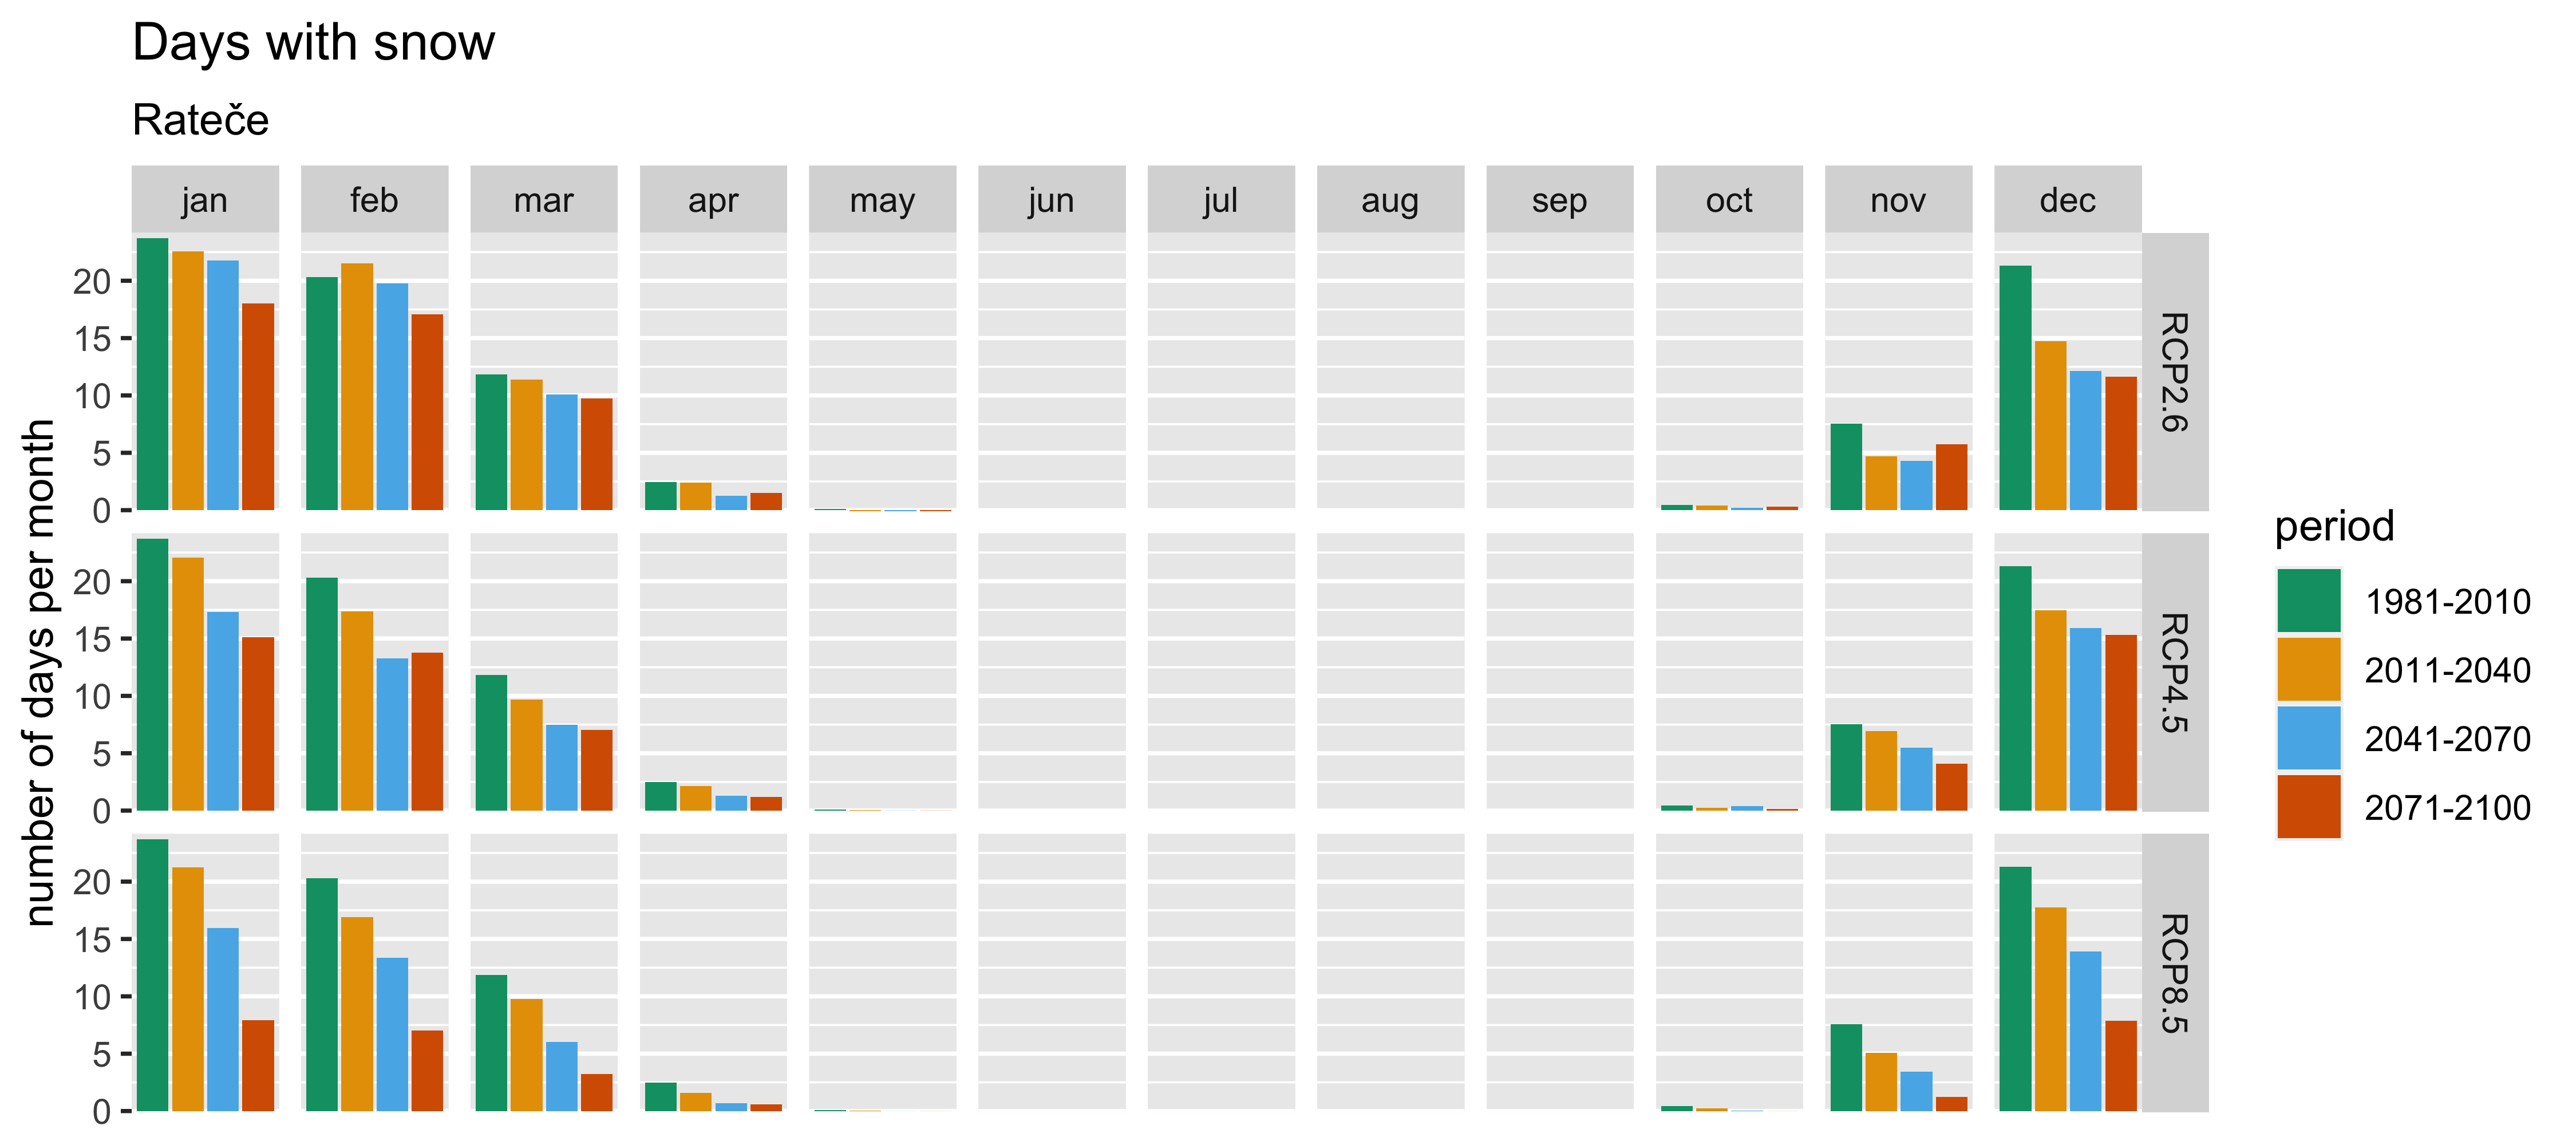 Days with snow
Rateče
jan feb mar apr may jun jul aug sep oct nov dec
number of days per month
20
15
10
5
0
RCP2.6
20
15
10
5
0
RCP4.5
20
15
10
5
0
RCP8.5
period
1981-2010
2011-2040
2041-2070
2071-2100